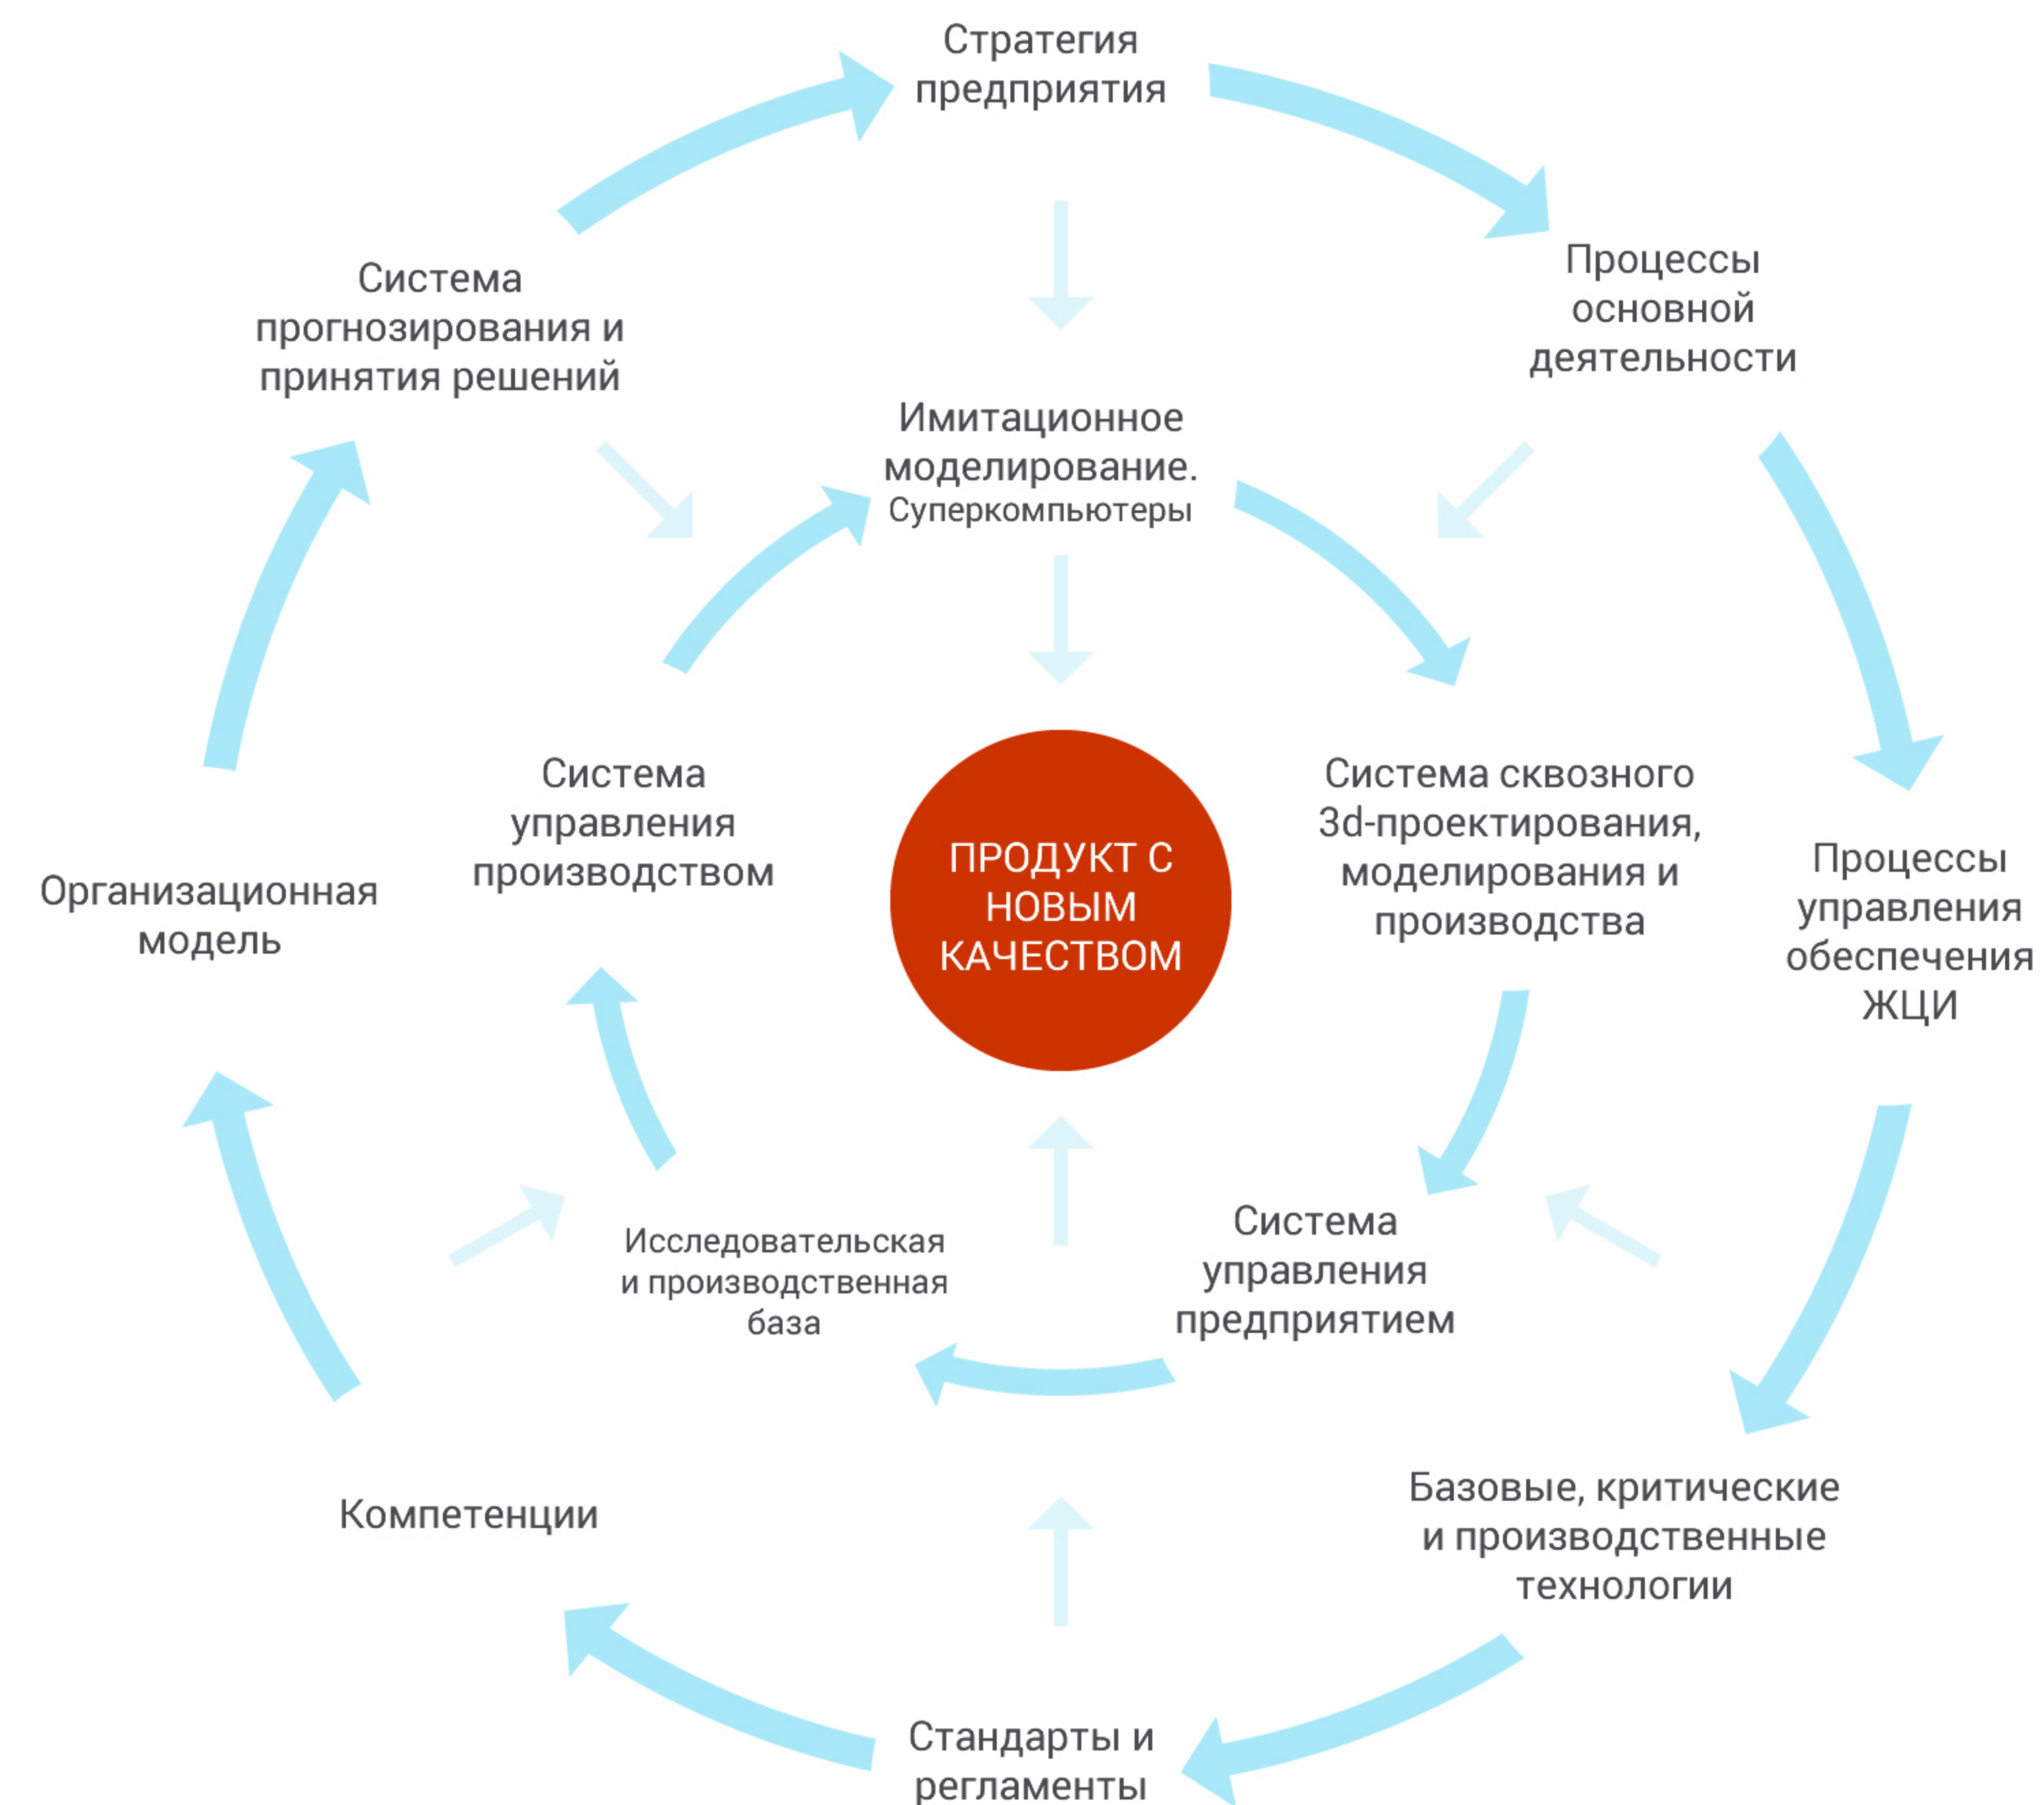 Стратегия
предприятия
Процессы
основной
деятельности
Система
прогнозирования и
принятия решений
Имитационное
моделирование.
Суперкомпьютеры
Система
управления
производством
ПРОДУКТ С
НОВЫМ
КАЧЕСТВОМ
Система сквозного
3d-проектирования,
моделирования и
производства
Процессы
управления
обеспечения
ЖЦИ
Организационная
модель
Исследовательская
и производственная
база
Система
управления
предприятием
Компетенции
Базовые, критические
и производственные
технологии
Стандарты и
регламенты